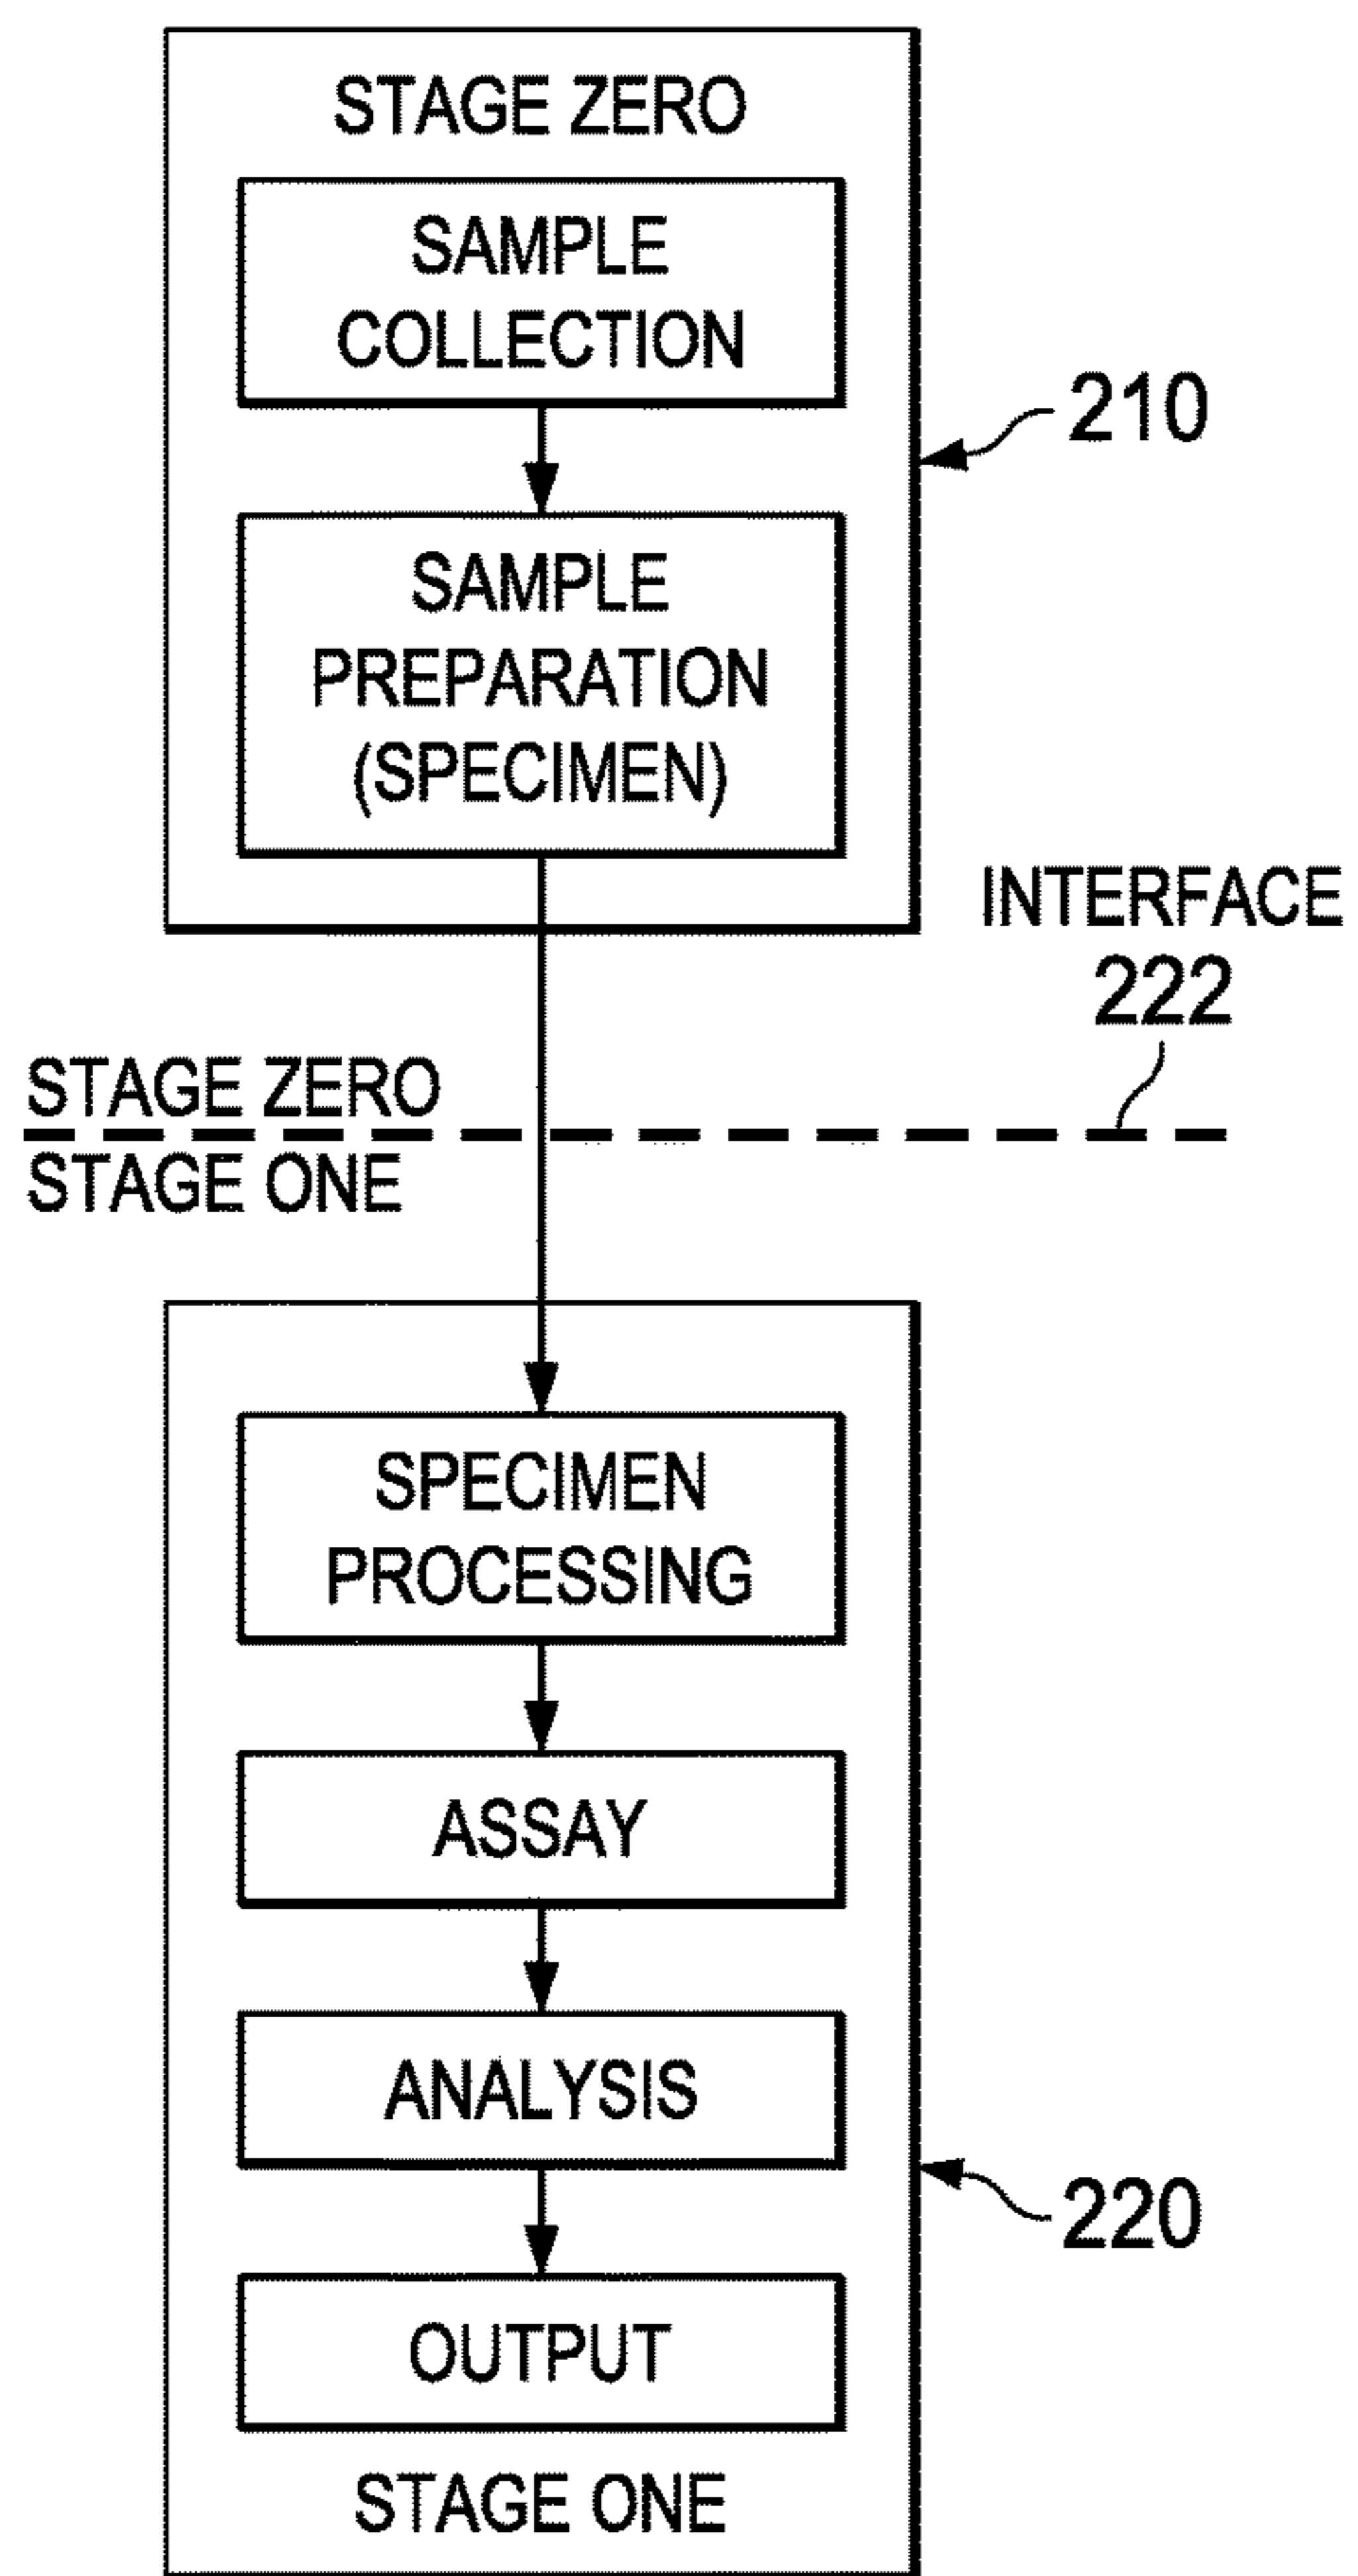 STAGE ZERO
SAMPLE
COLLECTION
210
SAMPLE
PREPARATION
(SPECIMEN)
INTERFACE
222
STAGE ZERO
STAGE ONE
SPECIMEN
PROCESSING
ASSAY
ANALYSIS
220
OUTPUT
STAGE ONE